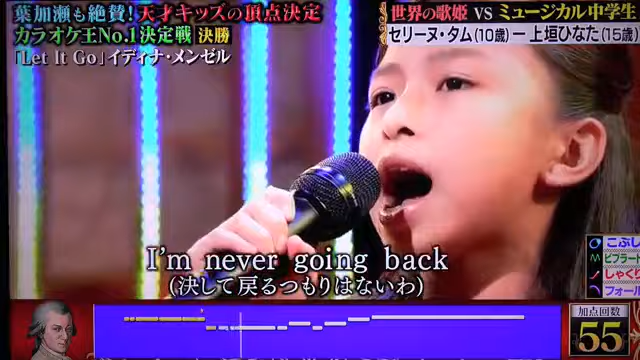 葉加瀬も絶賛!天才キッズの頂点決定
カラオケ王No.1決定戦 決勝
「Let It Go」イディナ・メンゼル
世界の歌姫 VS ミュージカル中学生
セリーヌ・タム(10歳)ー上垣ひなた(15歳)
I'm never going back
(決して戻るつもりはないわ)
こぶし
ビブラート
しゃくり
フォール
加点回数
55